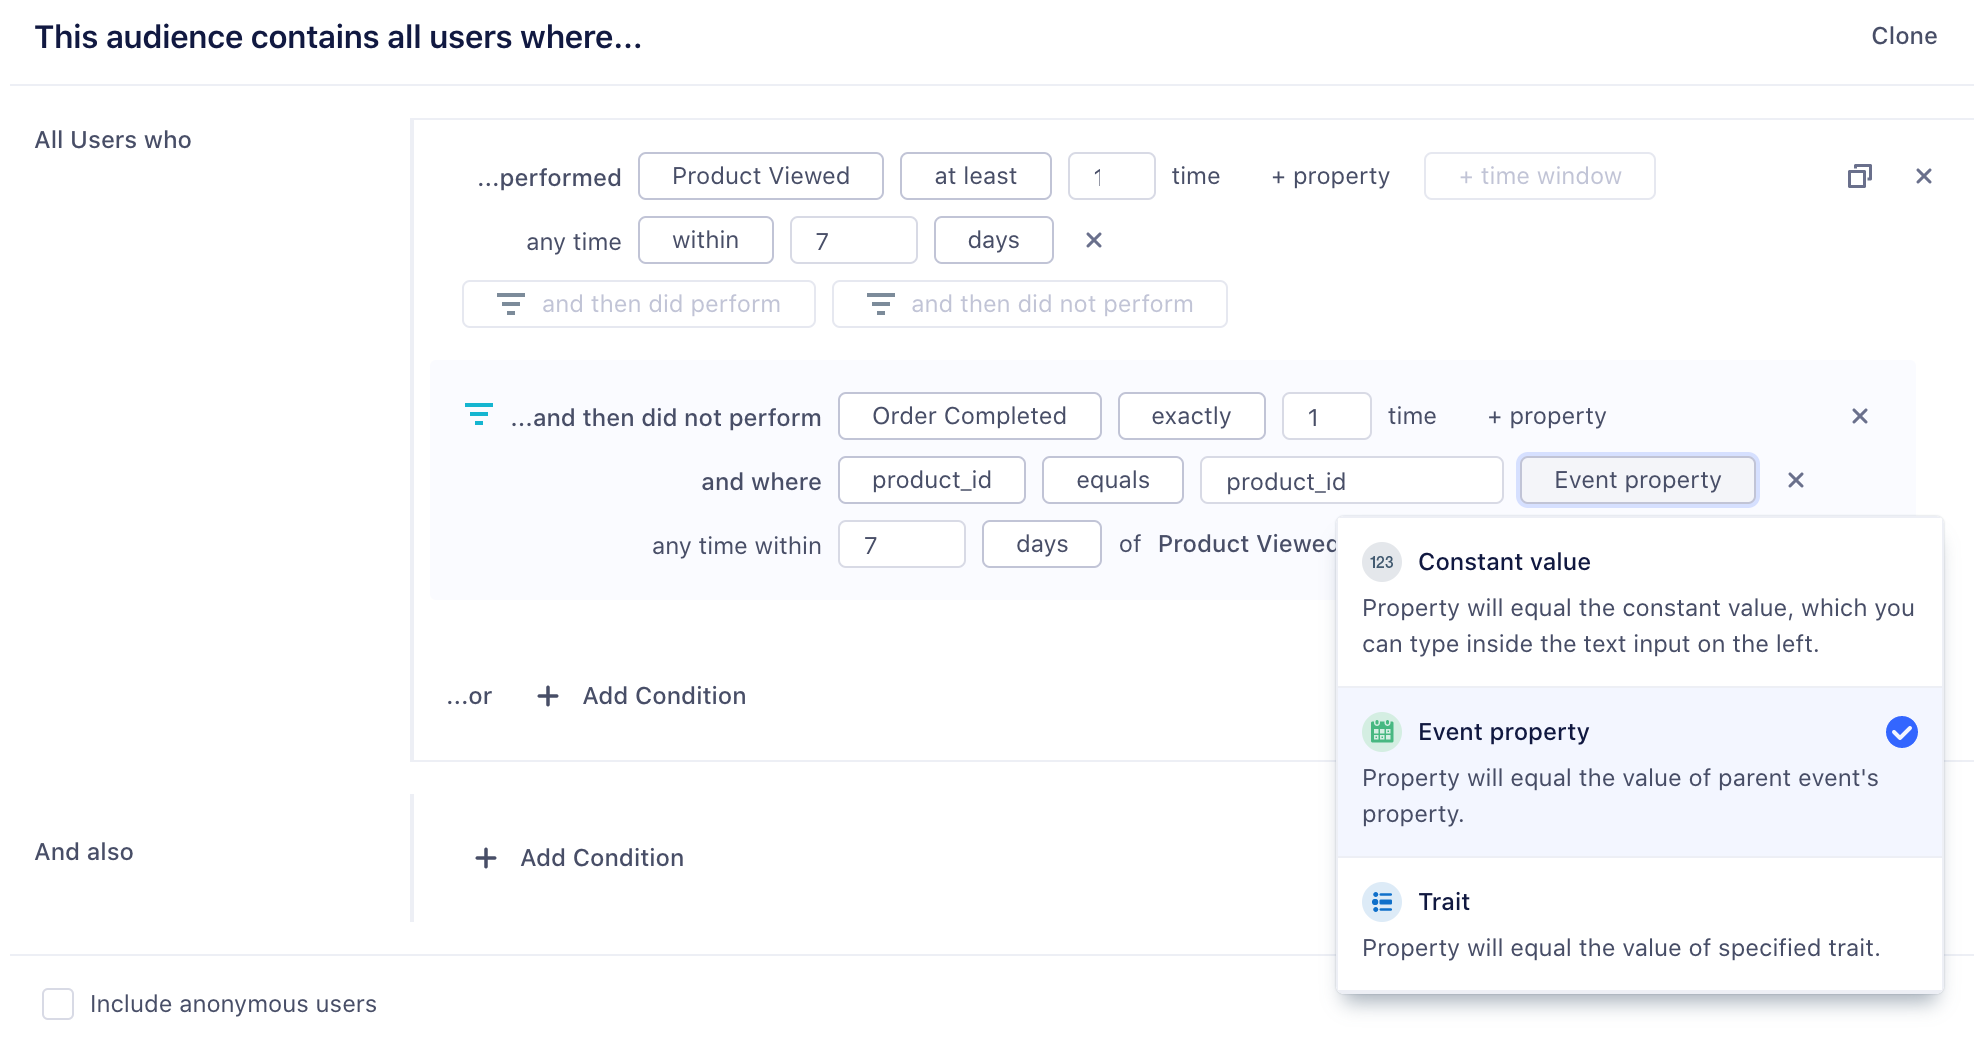 This audience contains all users where...
Clone
All Users who
...performed Product Viewed at least 1 time + property + time window
any time within 7 days
and then did perform and then did not perform
...and then did not perform Order Completed exactly 1 time + property
and where product_id equals product_id Event property
any time within 7 days of Product Viewed
123 Constant value
Property will equal the constant value, which you
can type inside the text input on the left.
...or + Add Condition
Event property
Property will equal the value of parent event's
property.
And also
+ Add Condition
Trait
Property will equal the value of specified trait.
Include anonymous users